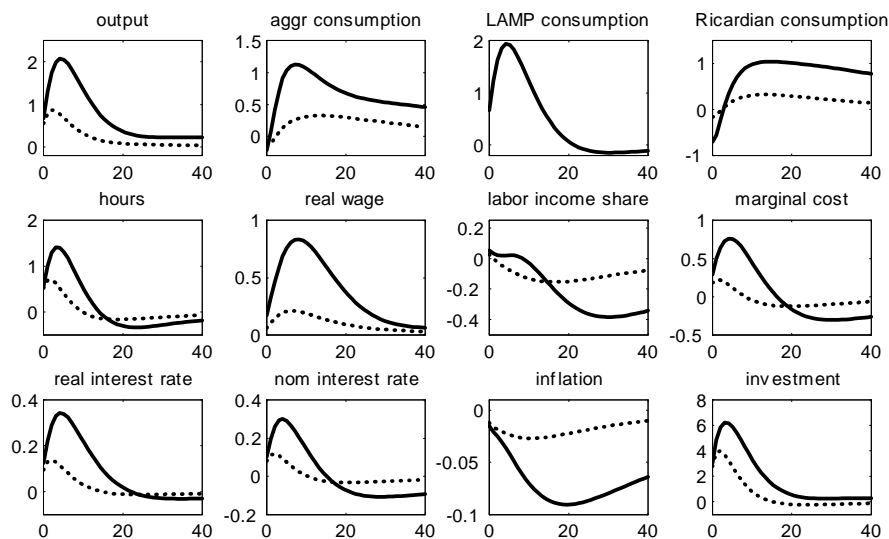 output aggr consumption LAMP consumption Ricardian consumption
2 1 0 0 20 40
1.5 1 0.5 0 0 20 40
2 1 0 0 20 40
1 0 -1 0 20 40
hours real wage labor income share marginal cost
2 1 0 0 20 40
1 0.5 0 0 20 40
0.2 0 -0.2 -0.4 0 20 40
1 0.5 0 -0.5 0 20 40
real interest rate nom interest rate inflation investment
0.4 0.2 0 0 20 40
0.4 0.2 0 -0.2 0 20 40
0 -0.05 -0.1 0 20 40
8 6 4 2 0 0 20 40